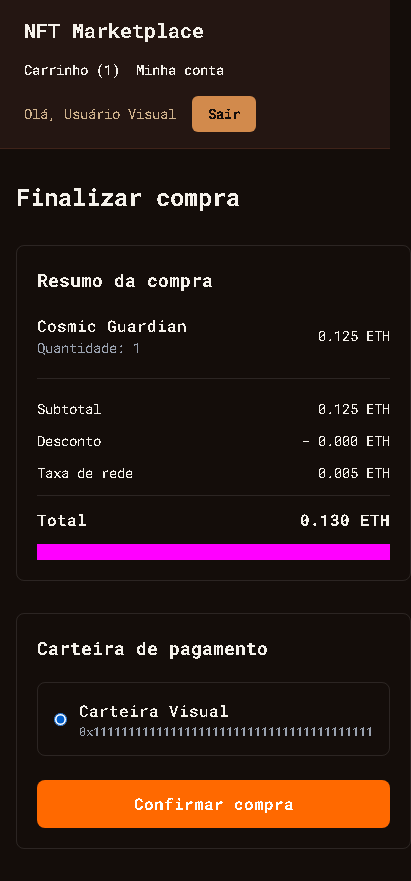 NFT Marketplace
Carrinho (1) Minha conta
Olá, Usuário Visual Sair
Finalizar compra
Resumo da compra
Cosmic Guardian 0.125 ETH
Quantidade: 1
Subtotal 0.125 ETH
Desconto - 0.000 ETH
Taxa de rede 0.005 ETH
Total 0.130 ETH
Carteira de pagamento
Carteira Visual
0x1111111111111111111111111111111111111111
Confirmar compra